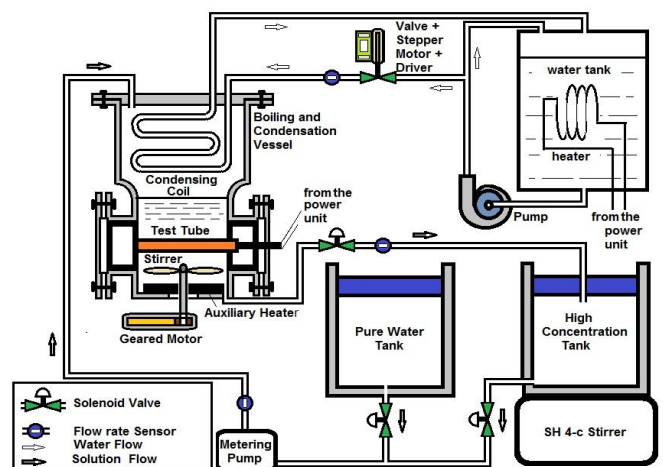 Valve +
Stepper
Motor +
Driver
water tank
heater
Boiling and
Condensation
Vessel
Condensing
Coil
from the
power
unit
Pump
from the
power
unit
Test Tube
Stirrer
Auxiliary Heater
Geared Motor
Pure Water
Tank
High
Concentration
Tank
Solenoid Valve
Flow rate Sensor
Water Flow
Solution Flow
Metering
Pump
SH 4-c Stirrer